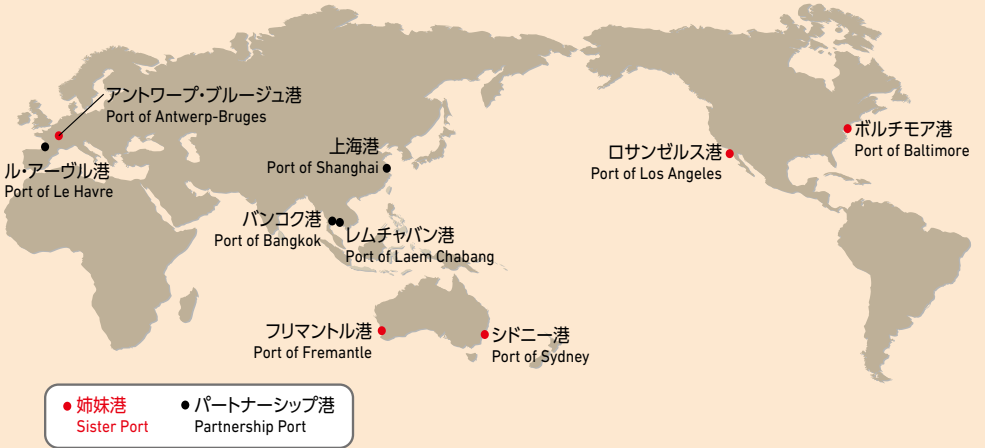 アントワープ・ブルージュ港
Port of Antwerp-Bruges
ル・アーヴル港
Port of Le Havre
上海港
Port of Shanghai
バンコク港
Port of Bangkok
レムチャバン港
Port of Laem Chabang
フリマントル港
Port of Fremantle
シドニー港
Port of Sydney
ロサンゼルス港
Port of Los Angeles
ボルチモア港
Port of Baltimore
姉妹港
Sister Port
パートナーシップ港
Partnership Port